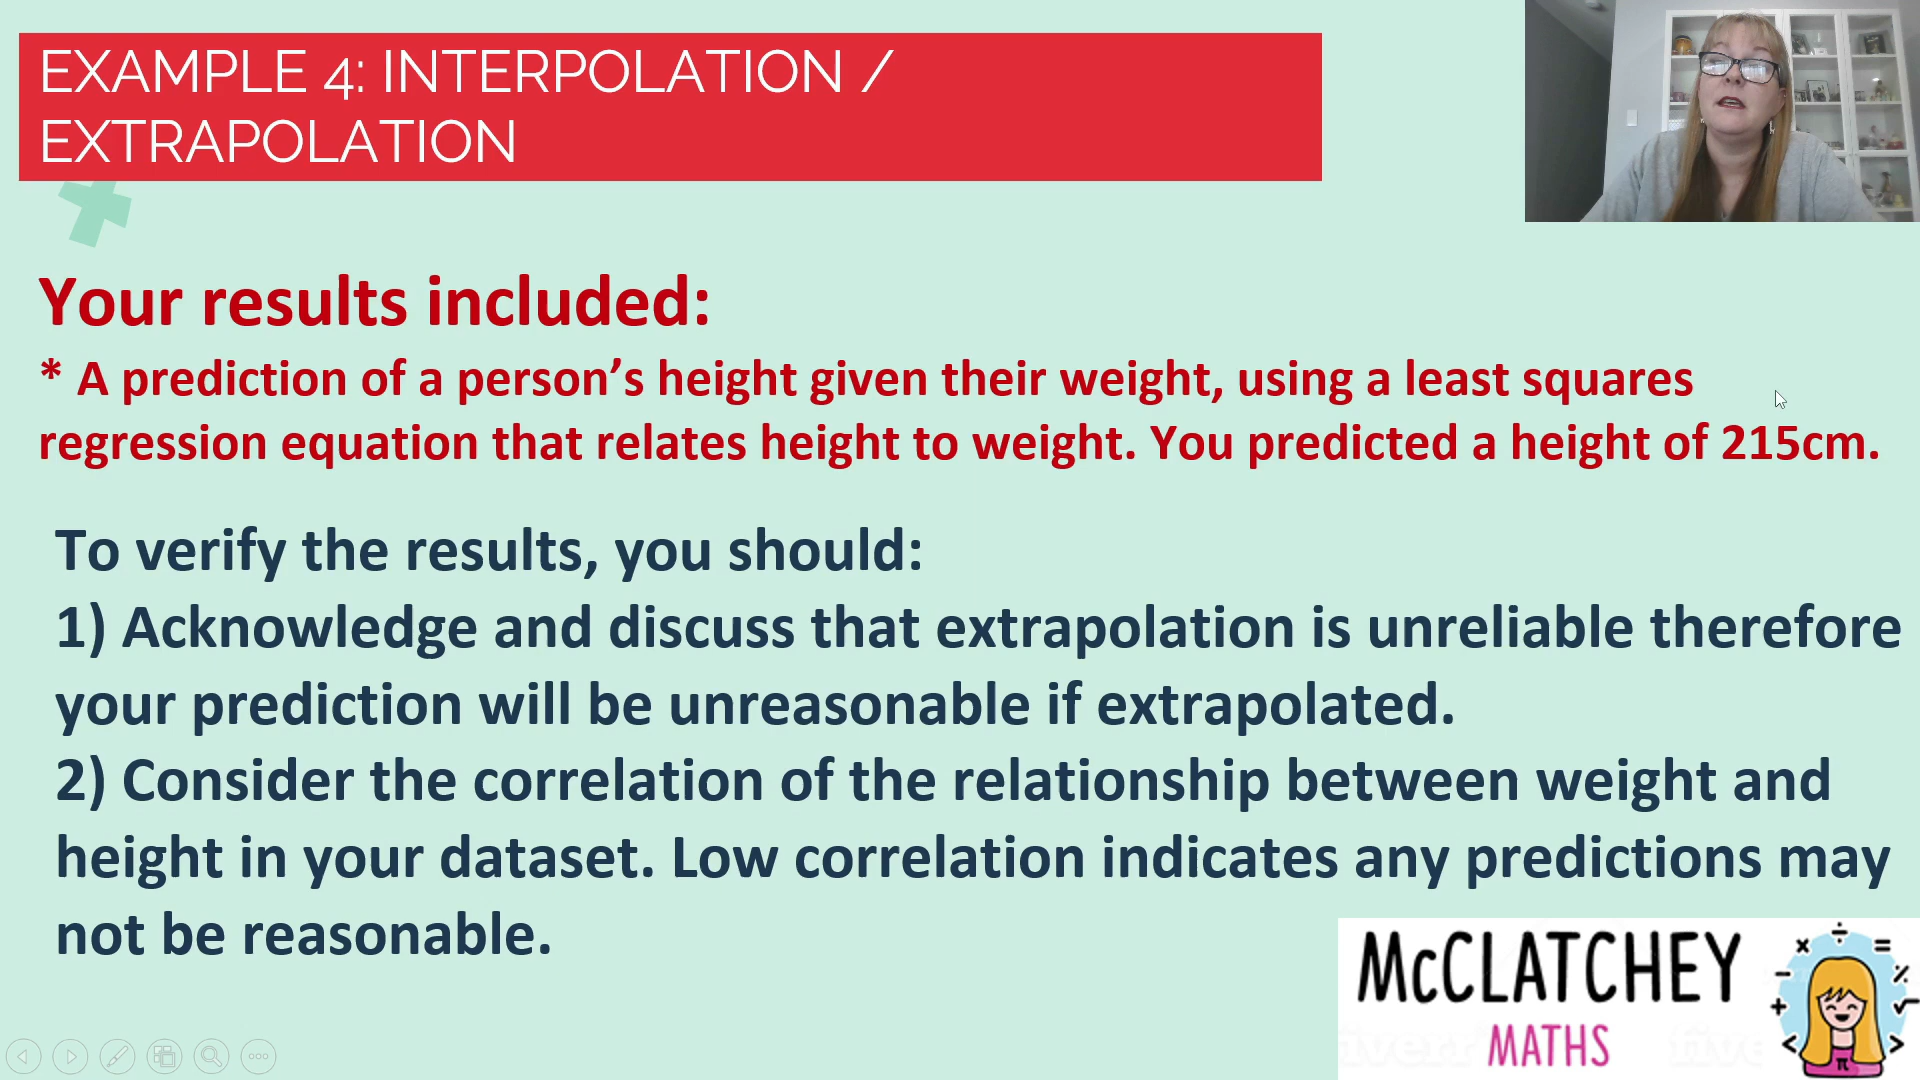 EXAMPLE 4: INTERPOLATION /
EXTRAPOLATION
Your results included:
* A prediction of a person’s height given their weight, using a least squares
regression equation that relates height to weight. You predicted a height of 215cm.
To verify the results, you should:
1) Acknowledge and discuss that extrapolation is unreliable therefore
your prediction will be unreasonable if extrapolated.
2) Consider the correlation of the relationship between weight and
height in your dataset. Low correlation indicates any predictions may
not be reasonable.
McCLATCHEY
MATHS